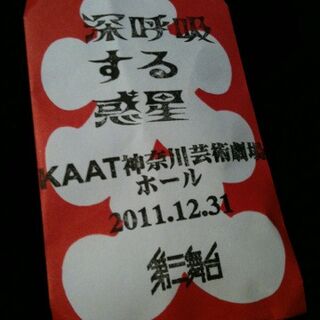 深呼吸
する
惑星
KAAT神奈川芸術劇場
ホール
2011.12.31
第三舞台